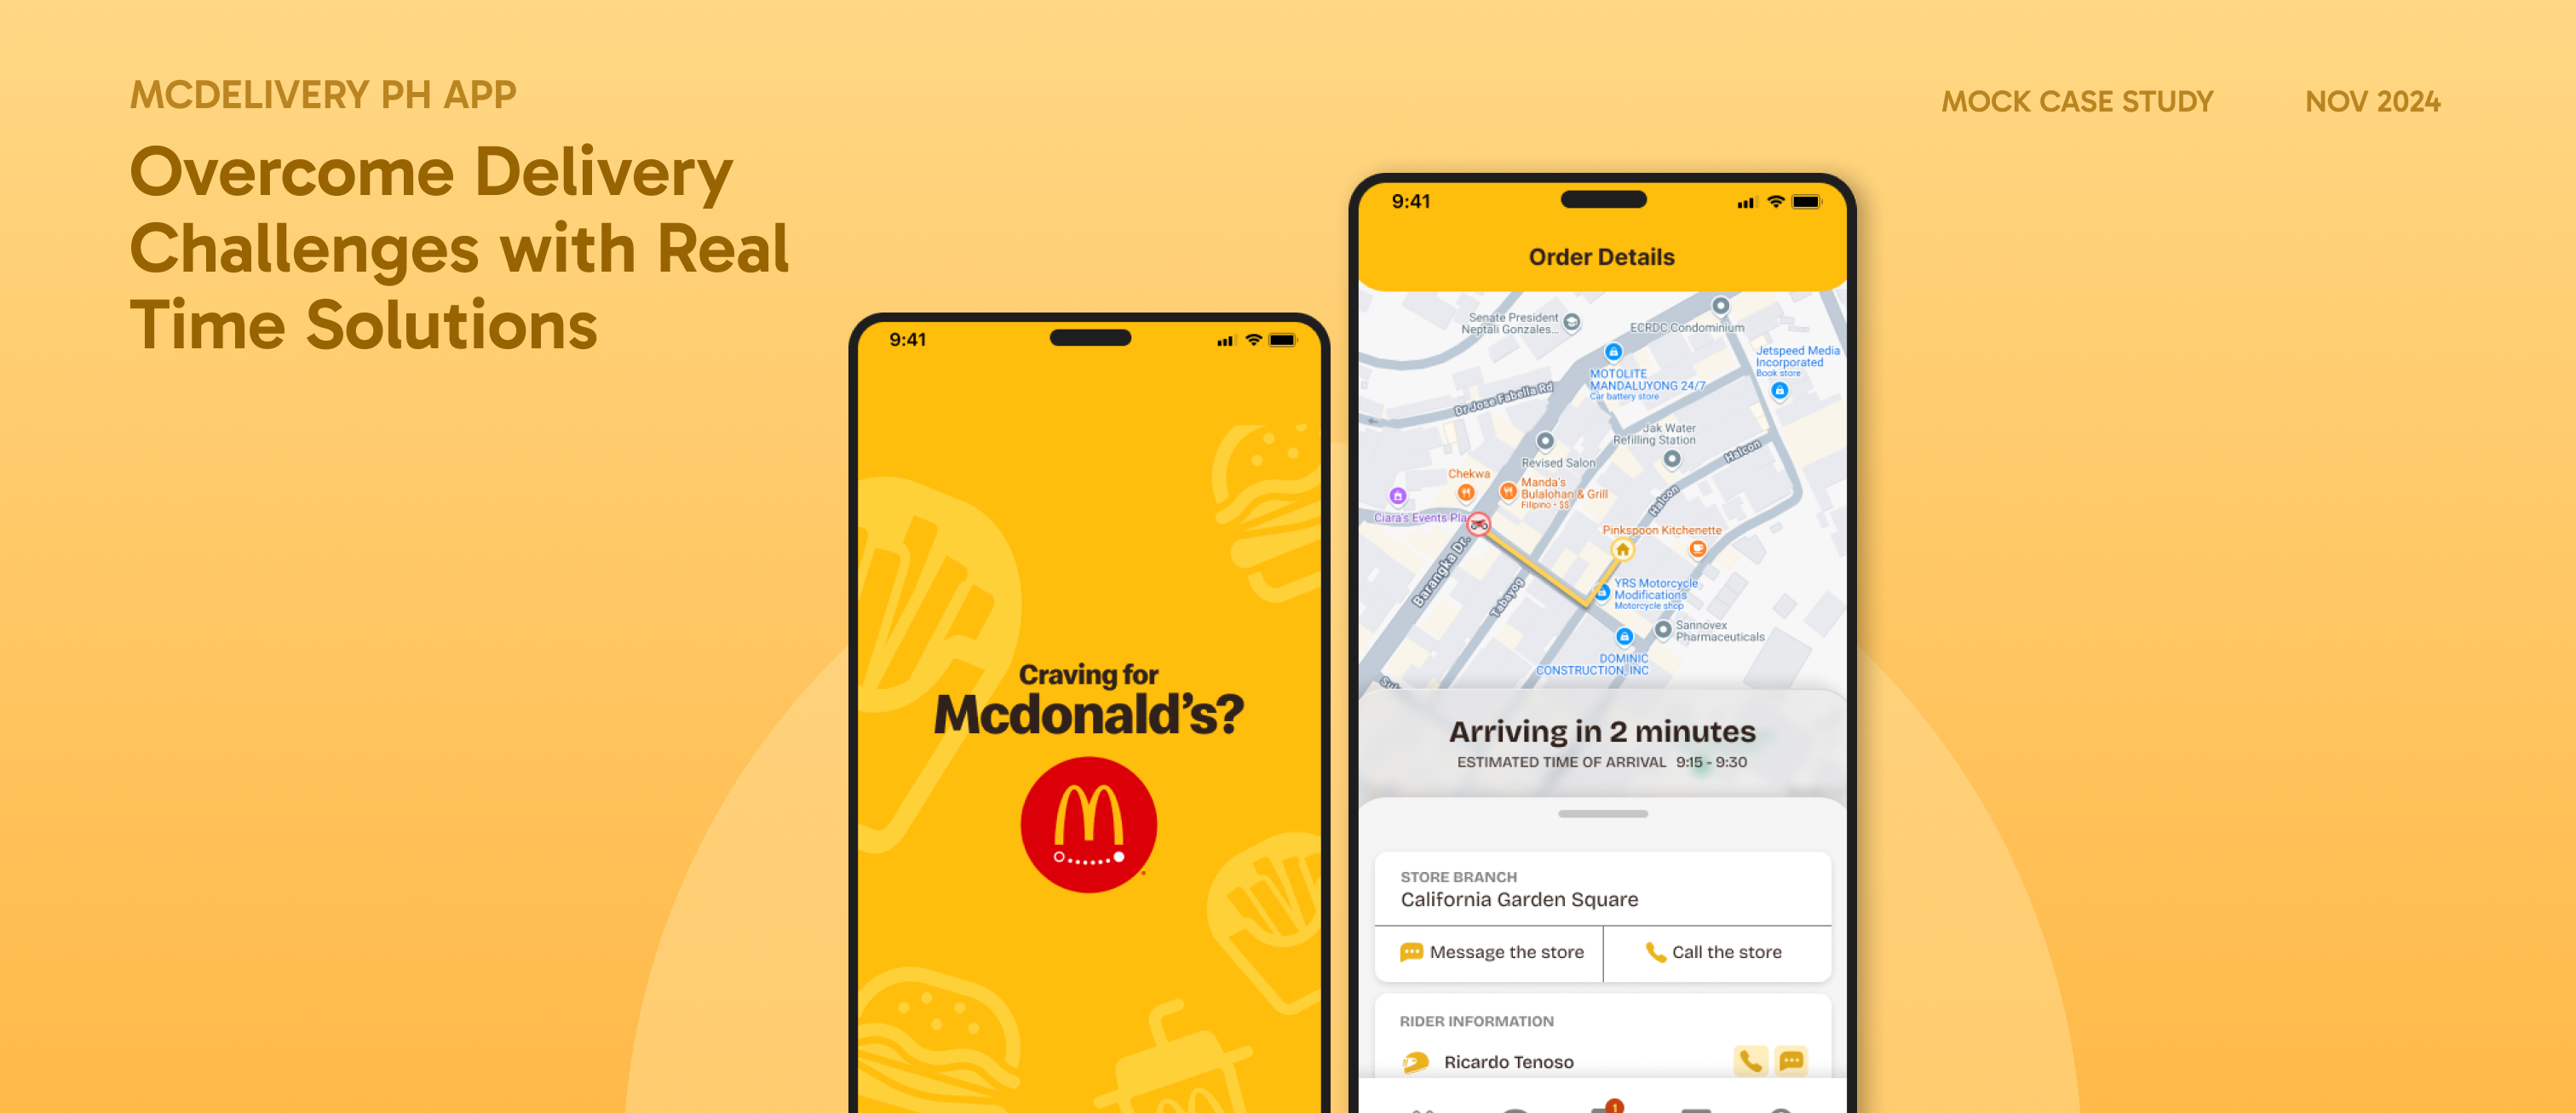 MCDELIVERY PH APP
Overcome Delivery
Challenges with Real
Time Solutions
MOCK CASE STUDY
NOV 2024
9:41
Craving for
Mcdonald's?
9:41
Order Details
Senate President
Neptali Gonzales...
ECRDC Condominium
MOTOLITE
MANDALUYONG 24/7
Car battery store
Jetspeed Media
Incorporated
Book store
Dr Jose Fabella Rd
Jak Water
Refilling Station
Revised Salon
Halcon
Chekwa
Manda's
Bulalohan & Grill
Filipino • $$
Halcon
Ciara's Events Pla
Pinkspoon Kitchenette
Barangka Dr.
Tabayog
YRS Motorcycle
Modifications
Motorcycle shop
Sannovex
Pharmaceuticals
DOMINIC
CONSTRUCTION, INC
Arriving in 2 minutes
ESTIMATED TIME OF ARRIVAL 9:15 - 9:30
STORE BRANCH
California Garden Square
Message the store
Call the store
RIDER INFORMATION
Ricardo Tenoso
1